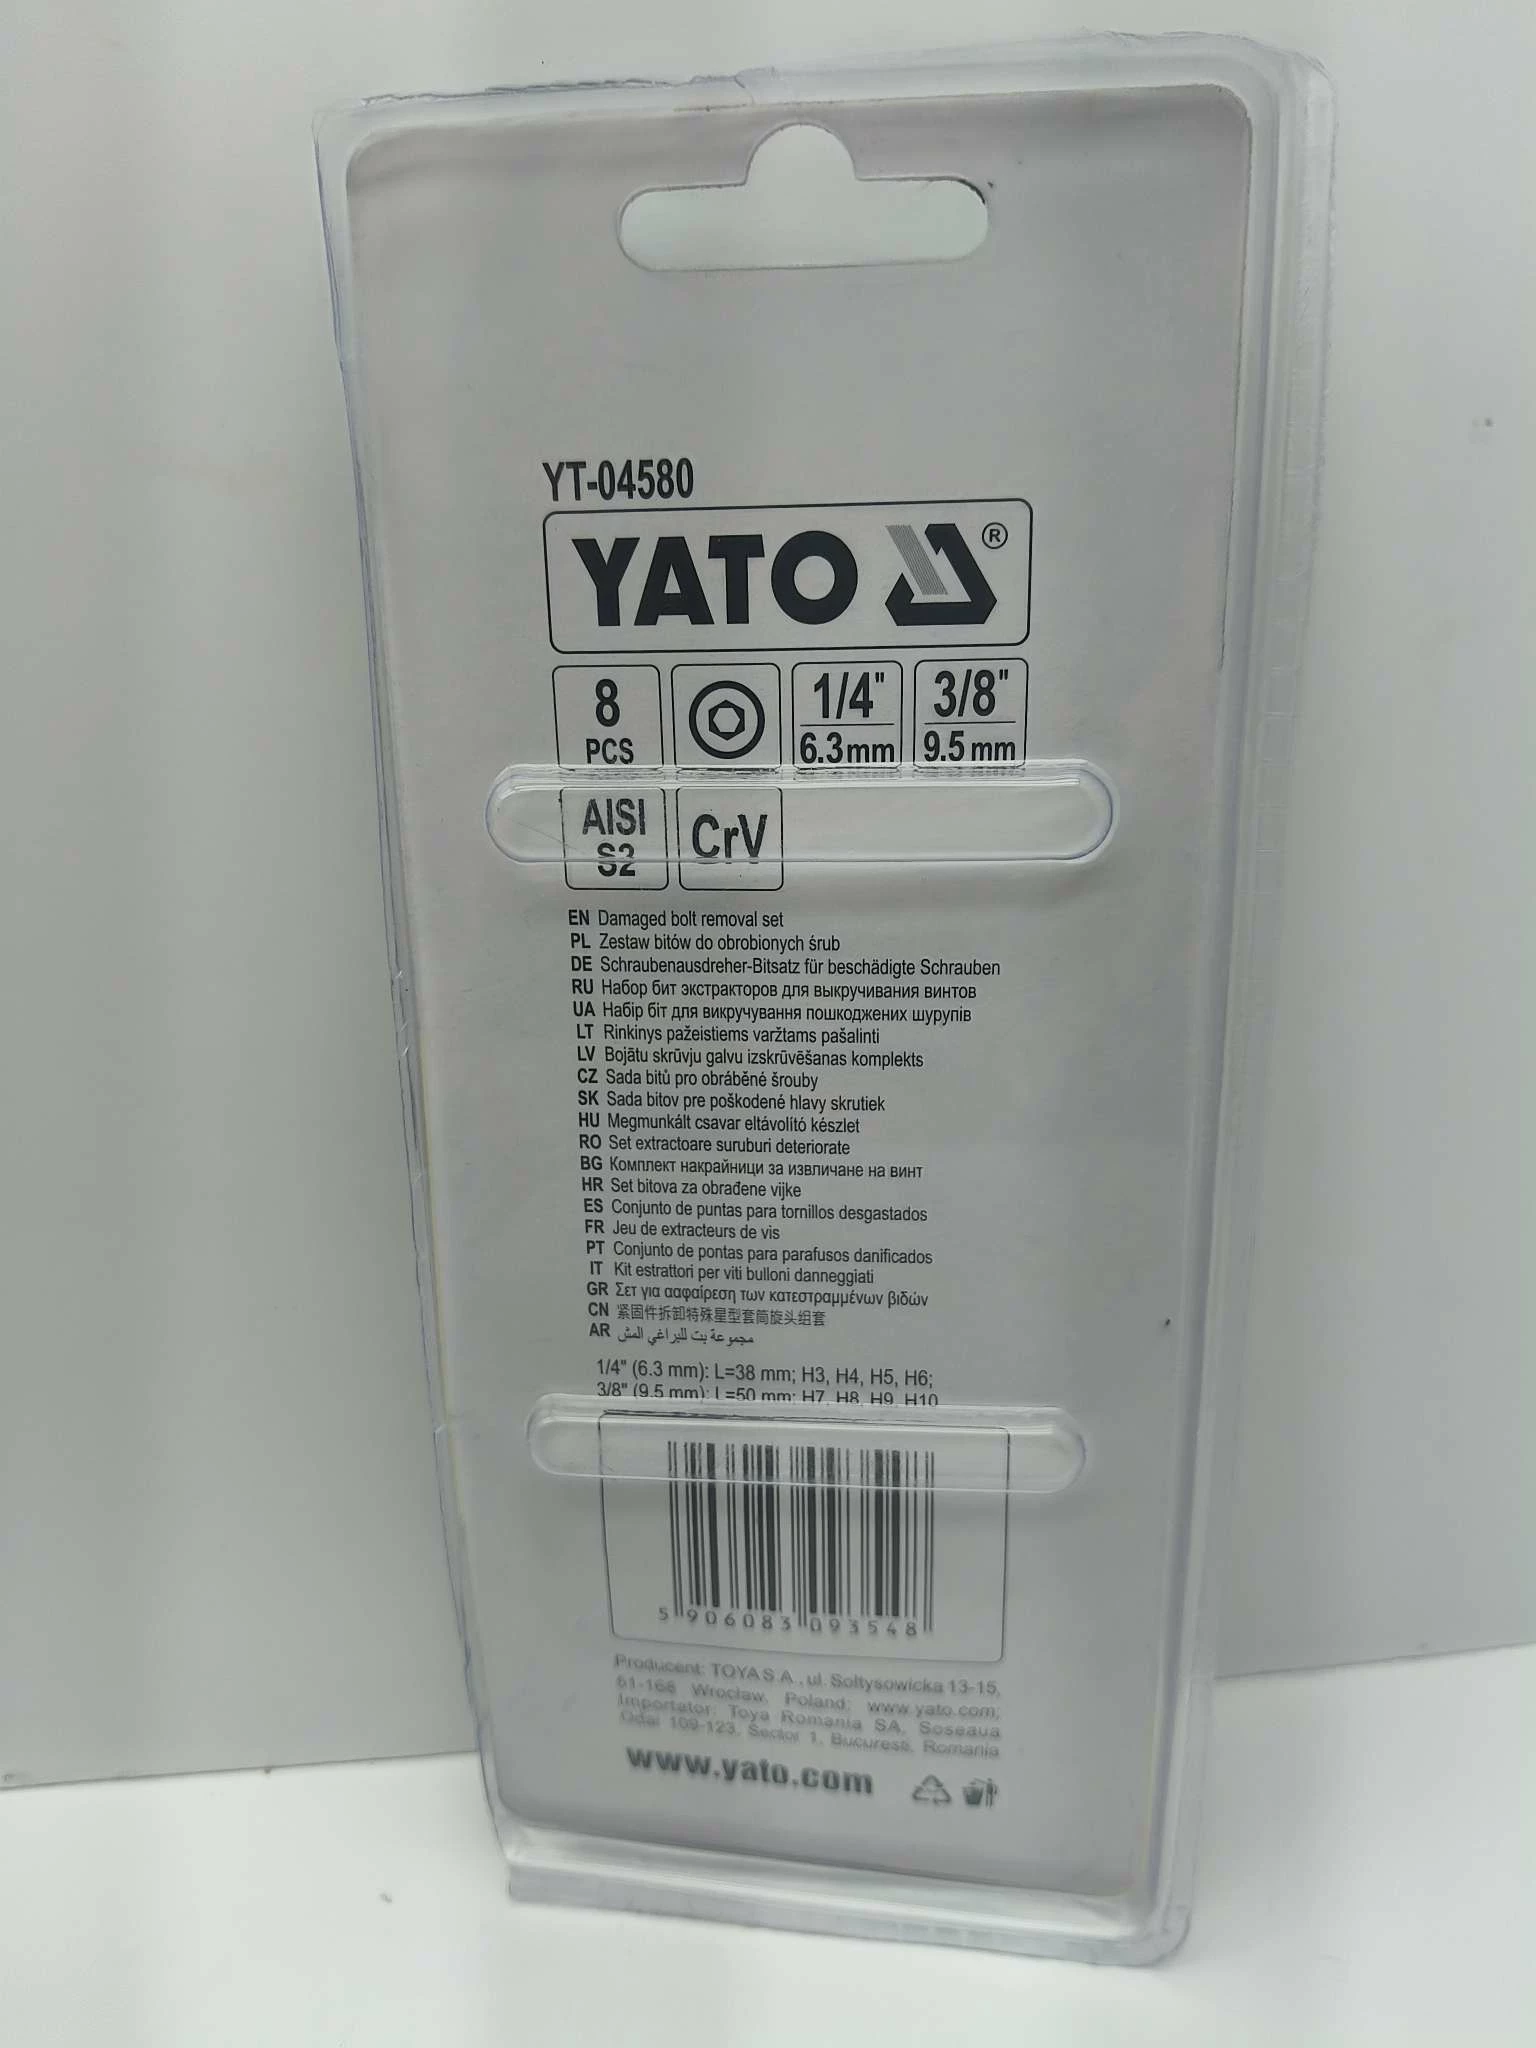 YT-04580
YATO ®
8 PCS
1/4" 6.3 mm
3/8" 9.5 mm
AISI S2
CrV
EN Damaged bolt removal set
PL Zestaw bitów do obrobionych śrub
DE Schraubenausdreher-Bitsatz für beschädigte Schrauben
RU Набор бит экстракторов для выкручивания винтов
UA Набір біт для викручування пошкоджених шурупів
LT Rinkinys pažeistiems varžtams pašalinti
LV Bojātu skrūvju galvu izskrūvēšanas komplekts
CZ Sada bitů pro obráběné šrouby
SK Sada bitov pre poškodené hlavy skrutiek
HU Megmunkált csavar eltávolító készlet
RO Set extractoare suruburi deteriorate
BG Комплект накрайници за извличане на винт
HR Set bitova za obrađene vijke
ES Conjunto de puntas para tornillos desgastados
FR Jeu de extracteurs de vis
PT Conjunto de pontas para parafusos danificados
IT Kit estrattori per viti bulloni danneggiati
GR Σετ για ααφαίρεση των κατεστραμμένων βιδών
CN 紧固件拆卸特殊星型套筒旋头组套
AR مجموعة بت للبراغي المش
1/4" (6.3 mm): L=38 mm; H3, H4, H5, H6;
3/8" (9.5 mm): L=50 mm; H7, H8, H9, H10
5 906083 093548
Producent: TOYA S.A., ul. Sołtysowicka 13-15,
51-168 Wrocław, Poland; www.yato.com;
Importator: Toya Romania SA, Soseaua
Odai 109-123, Sector 1, Bucuresti, Romania
www.yato.com